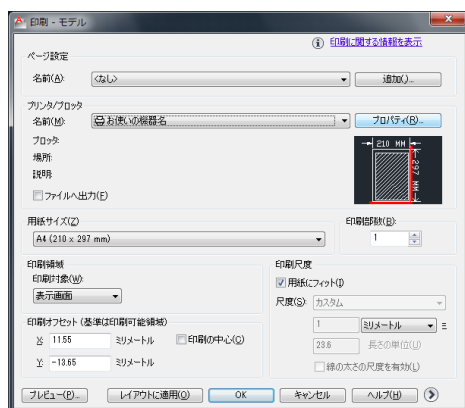 印刷 - モデル
印刷に関する情報を表示
ページ設定
名前(A): <なし> 追加()...
プリンタ/プロッタ
名前(M): お使いの機器名 プロパティ(R)...
プロッタ:
場所:
説明:
ファイルへ出力(F)
210 MM
297 MM
用紙サイズ(Z)
A4 (210 x 297 mm)
印刷部数(B):
1
印刷領域
印刷対象(W):
表示画面
印刷尺度
用紙にフィット(I)
尺度(S): カスタム
1 ミリメートル =
23.6 長さの単位(U)
線の太さの尺度を有効(L)
印刷オフセット (基準は印刷可能領域)
X: 11.55 ミリメートル 印刷の中心(C)
Y: -13.65 ミリメートル
プレビュー(P)... レイアウトに適用(O) OK キャンセル ヘルプ(H)